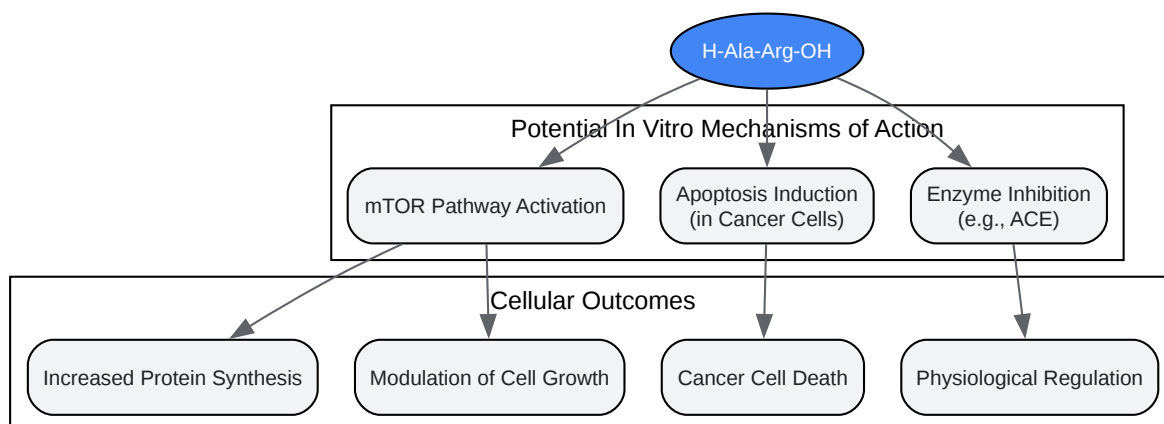 H-Ala-Arg-OH
Potential In Vitro Mechanisms of Action
mTOR Pathway Activation
Apoptosis Induction
(in Cancer Cells)
Enzyme Inhibition
(e.g., ACE)
Cellular Outcomes
Increased Protein Synthesis
Modulation of Cell Growth
Cancer Cell Death
Physiological Regulation